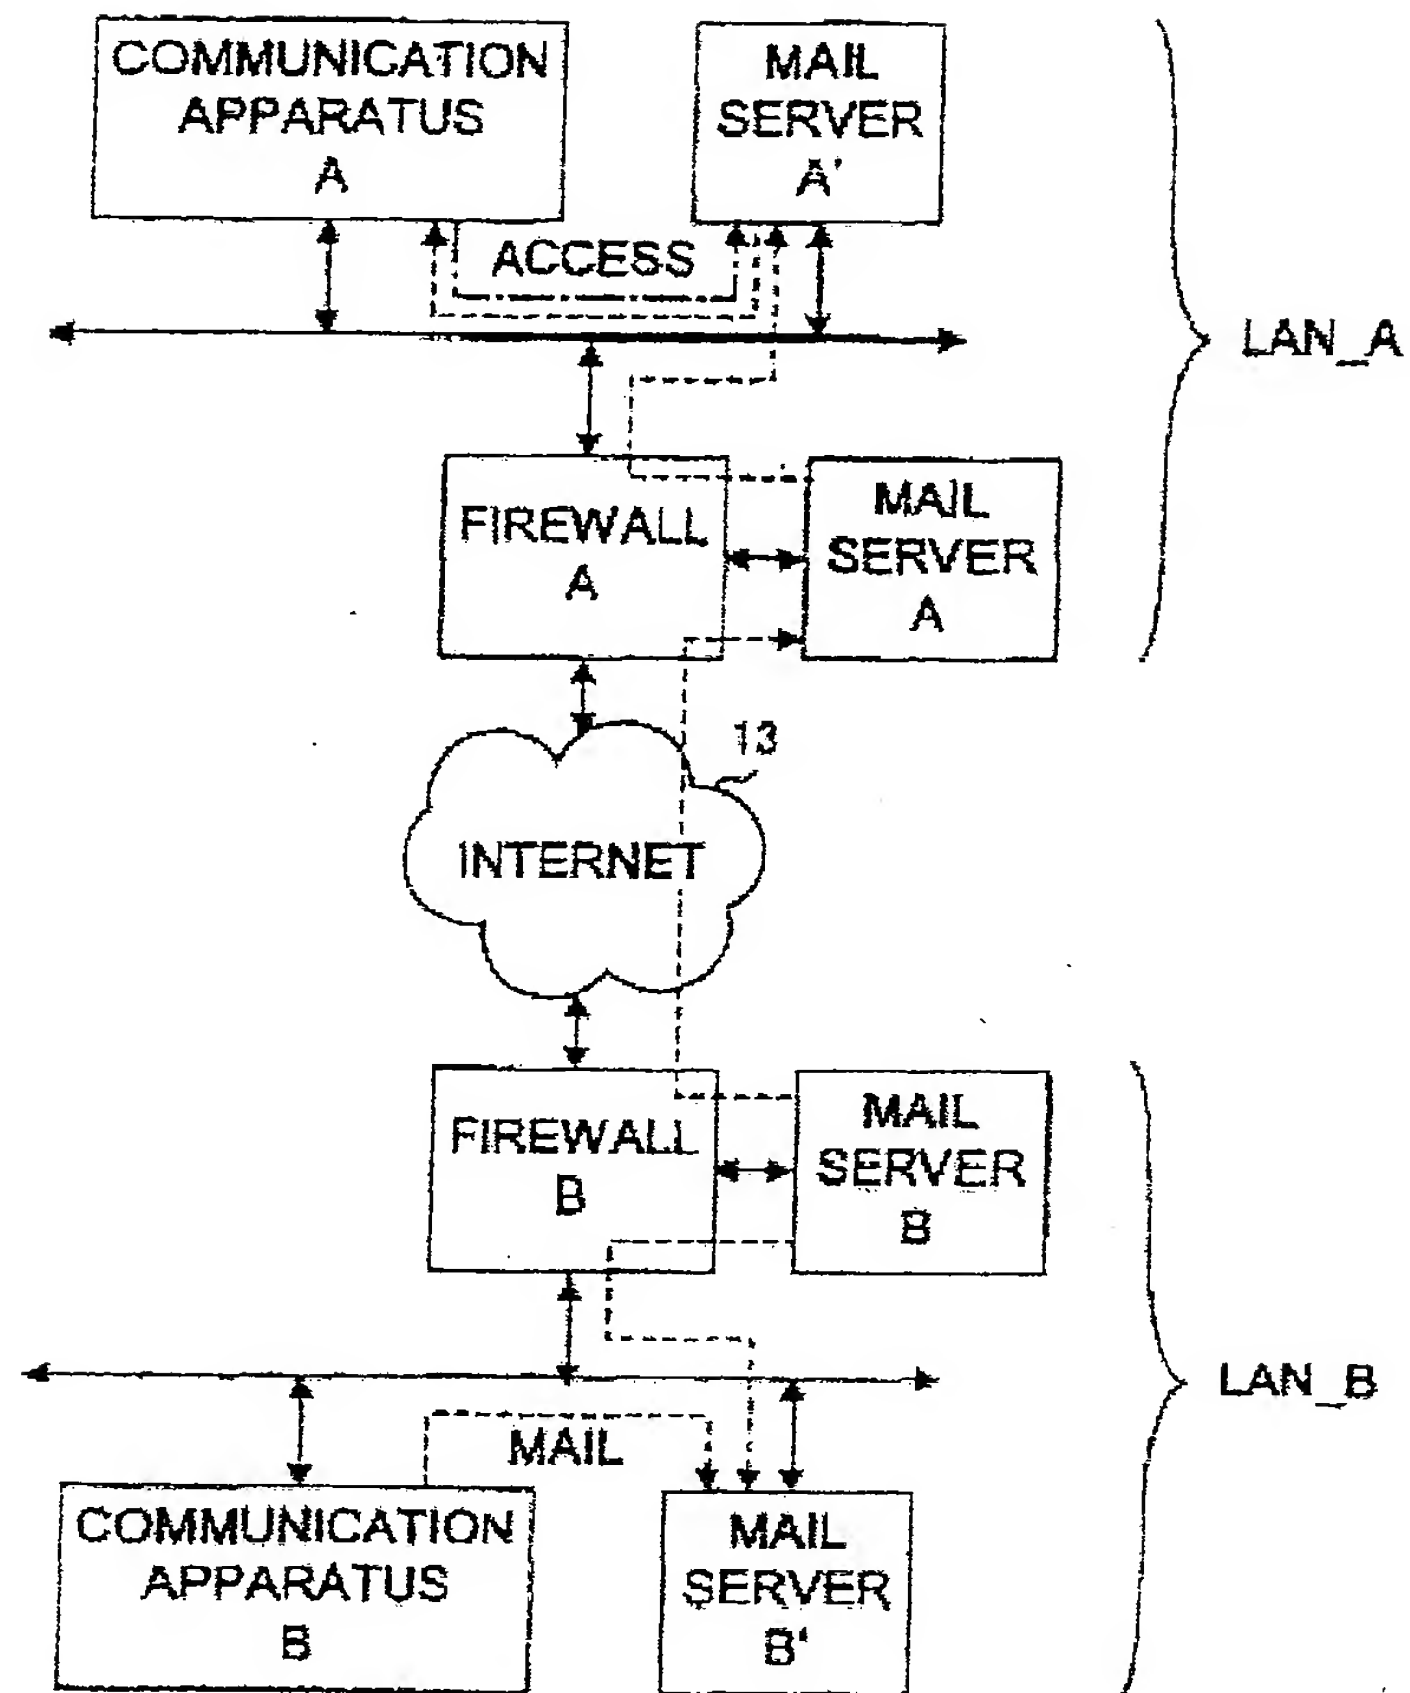 COMMUNICATION
APPARATUS
A
MAIL
SERVER
A'
ACCESS
LAN_A
FIREWALL
A
MAIL
SERVER
A
13
INTERNET
FIREWALL
B
MAIL
SERVER
B
LAN_B
MAIL
COMMUNICATION
APPARATUS
B
MAIL
SERVER
B'